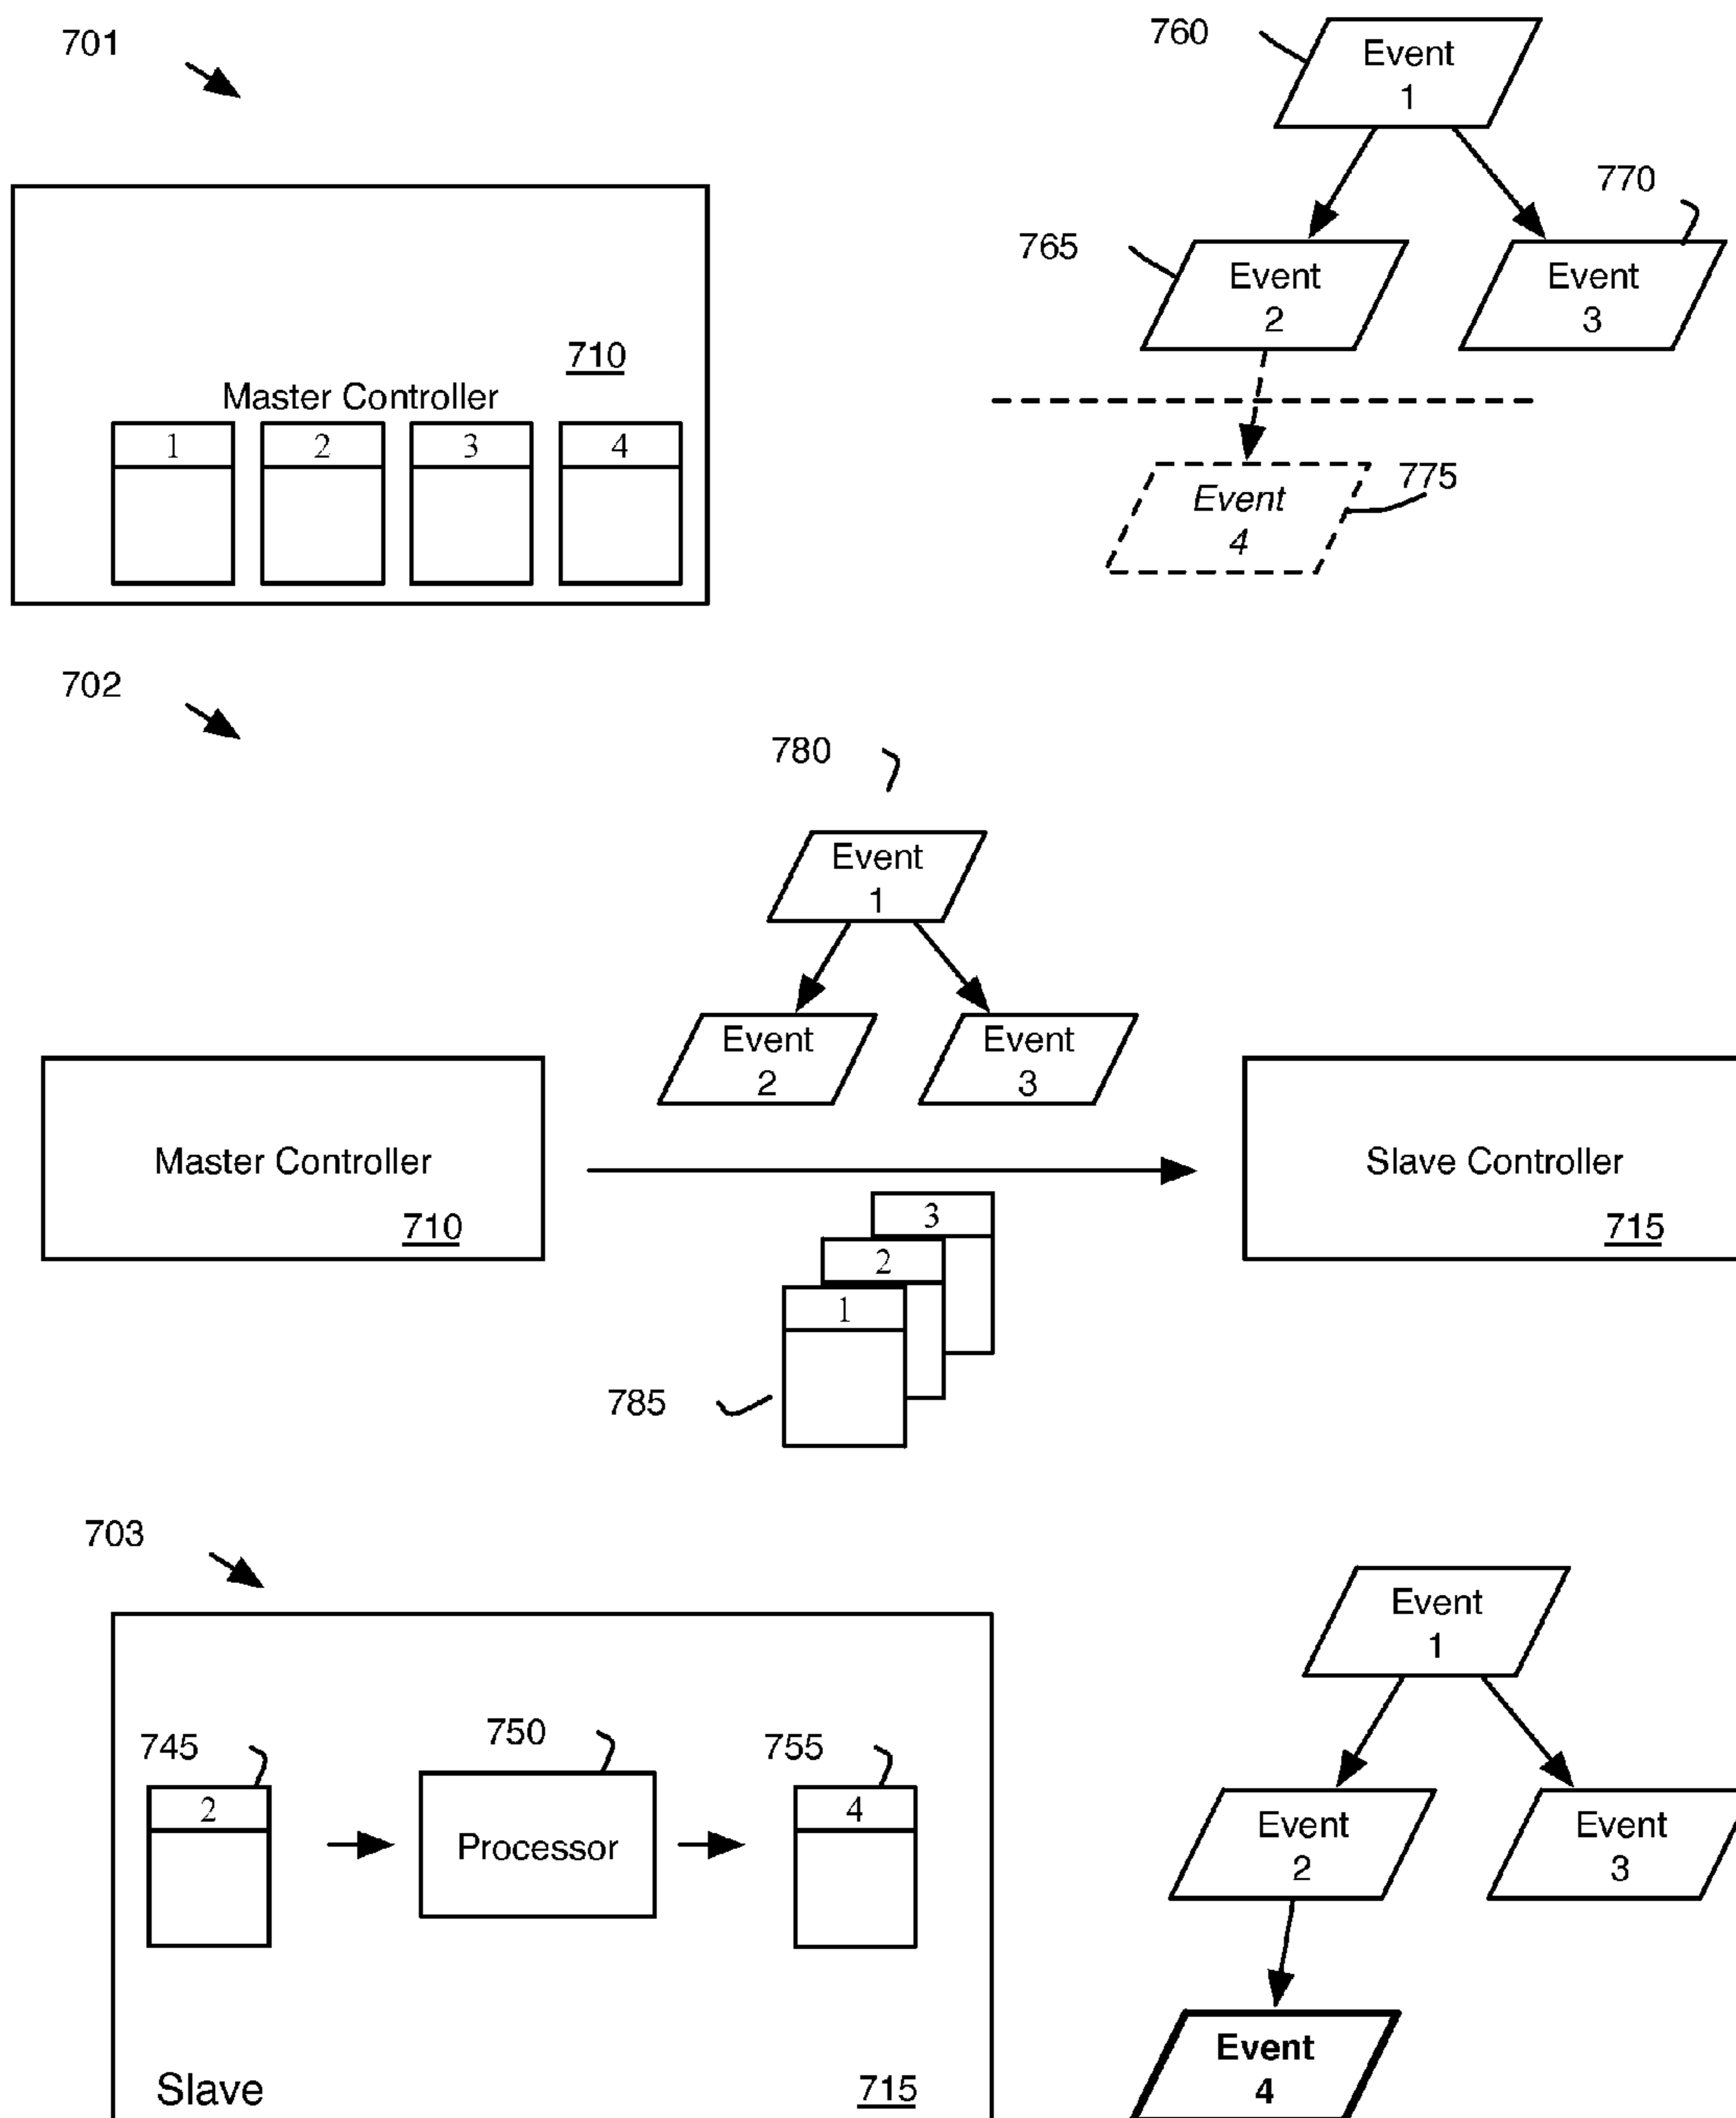 701
760
Event
1
770
765
Event
2
Event
3
710
Master Controller
1 2 3 4
775
Event
4
702
780
Event
1
Event
2
Event
3
Master Controller
710
Slave Controller
715
3
2
1
785
703
Event
1
745
750
755
2
Processor
4
Event
2
Event
3
Slave
715
Event
4